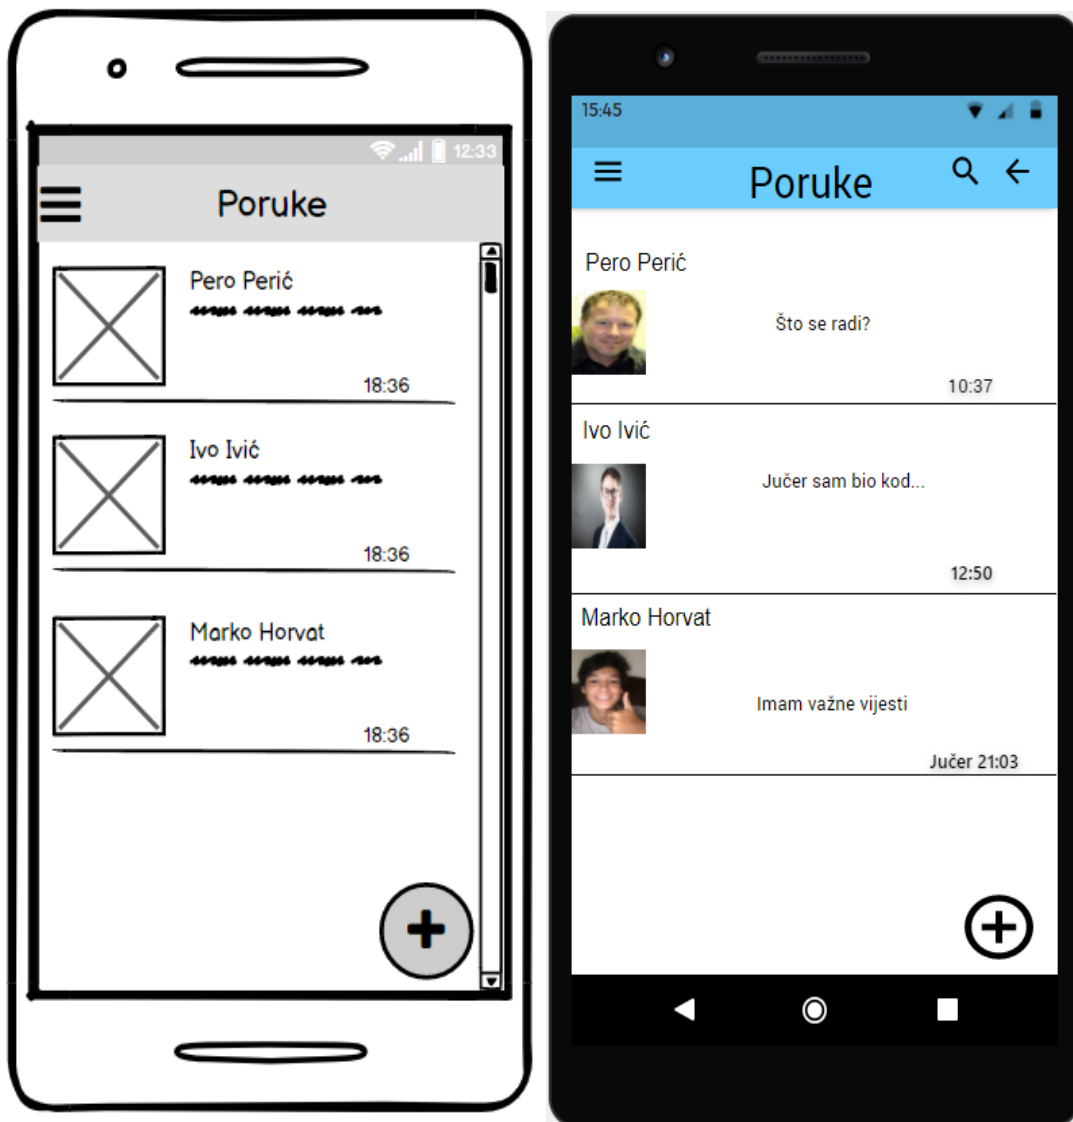 12:33
Poruke
Pero Perić
18:36
Ivo Ivić
18:36
Marko Horvat
18:36
15:45
Poruke
Pero Perić
Što se radi?
10:37
Ivo Ivić
Jučer sam bio kod...
12:50
Marko Horvat
Imam važne vijesti
Jučer 21:03